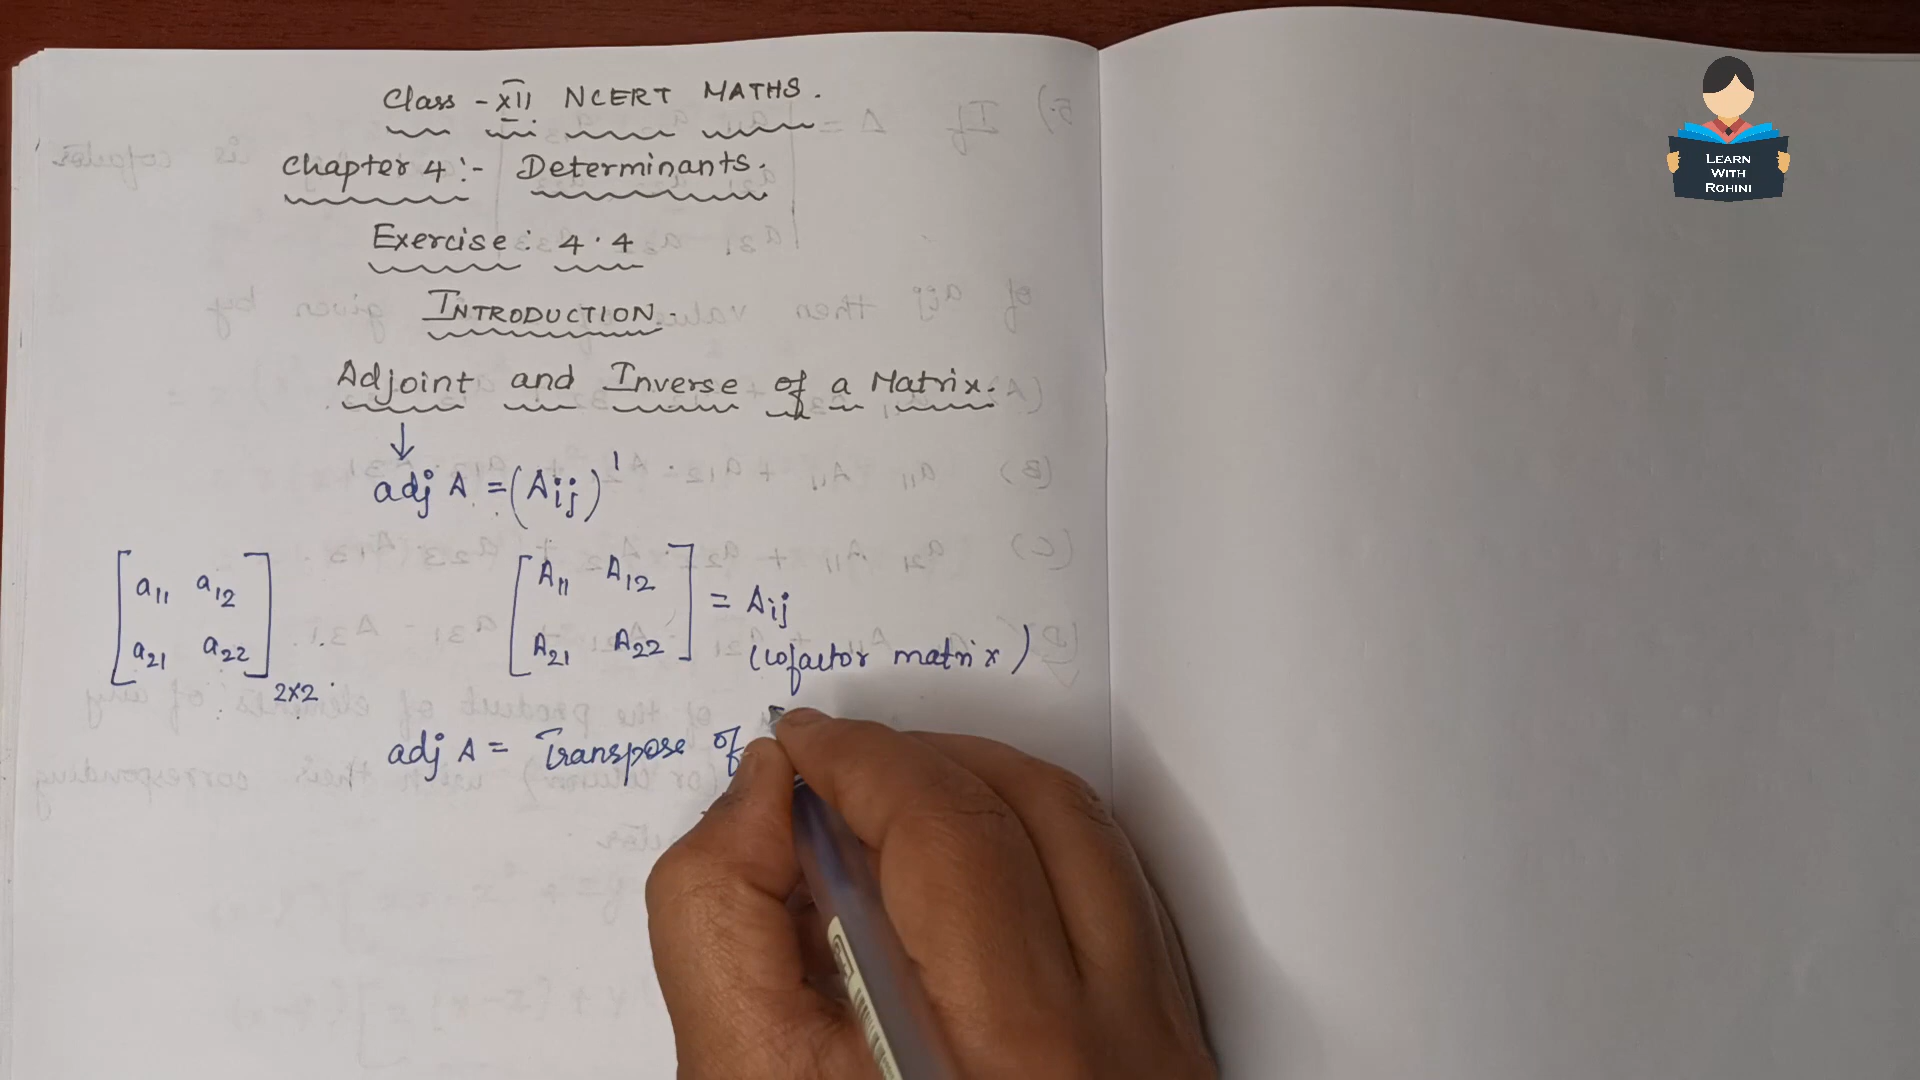 Class - XII NCERT MATHS.
Chapter 4:- Determinants.
Exercise: 4.4
INTRODUCTION.
Adjoint and Inverse of a Matrix.
↓
adj A = (Aij)'
[a11 a12
a21 a22] 2×2
[A11 A12
A21 A22] = Aij
(cofactor matrix)
adj A = Transpose of
LEARN
WITH
ROHINI